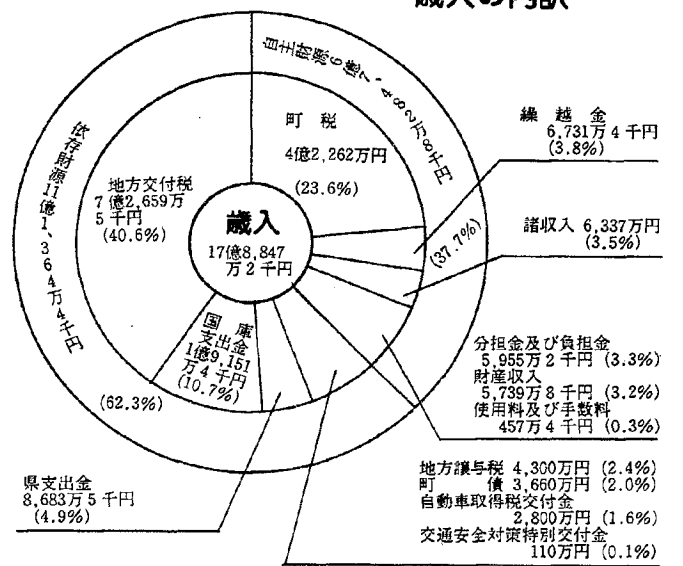 歳入の内訳
自主財源6億7、482万8千円
(37.7%)
町税
4億2,262万円
(23.6%)
繰越金
6,731万4千円
(3.8%)
諸収入 6,337万円
(3.5%)
分担金及び負担金
5,955万2千円 (3.3%)
財産収入
5,739万8千円 (3.2%)
使用料及び手数料
457万4千円 (0.3%)
歳入
17億8,847
万2千円
依存財源11億1、364万4千円
(62.3%)
地方交付税
7億2,659万
5千円
(40.6%)
国庫
支出金
1億9,151
万4千円
(10.7%)
県支出金
8,683万5千円
(4.9%)
地方譲与税 4,300万円 (2.4%)
町債 3,660万円 (2.0%)
自動車取得税交付金
2,800万円 (1.6%)
交通安全対策特別交付金
110万円 (0.1%)